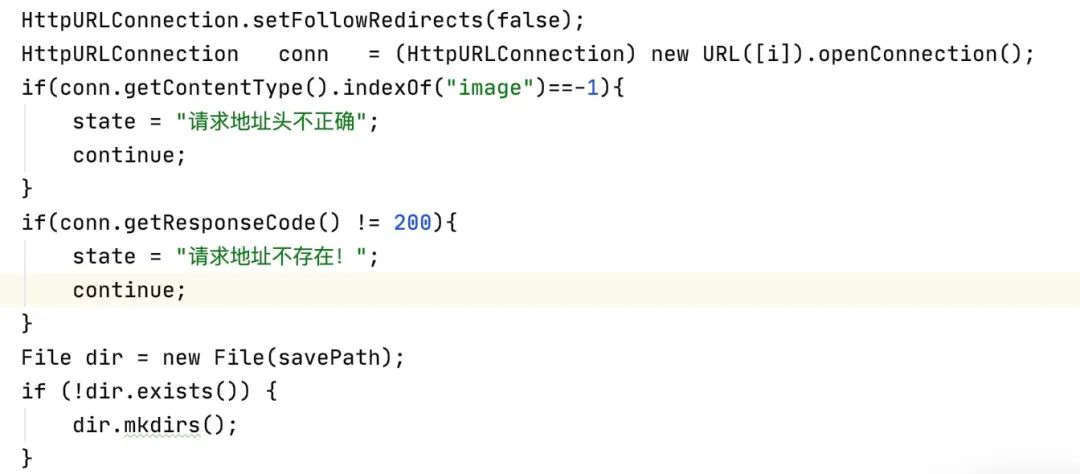 HttpURLConnection.setFollowRedirects(false);
HttpURLConnection   conn   = (HttpURLConnection) new URL([i]).openConnection();
if(conn.getContentType().indexOf("image")==-1){
    state = "请求地址头不正确";
    continue;
}
if(conn.getResponseCode() != 200){
    state = "请求地址不存在！";
    continue;
}
File dir = new File(savePath);
if (!dir.exists()) {
    dir.mkdirs();
}